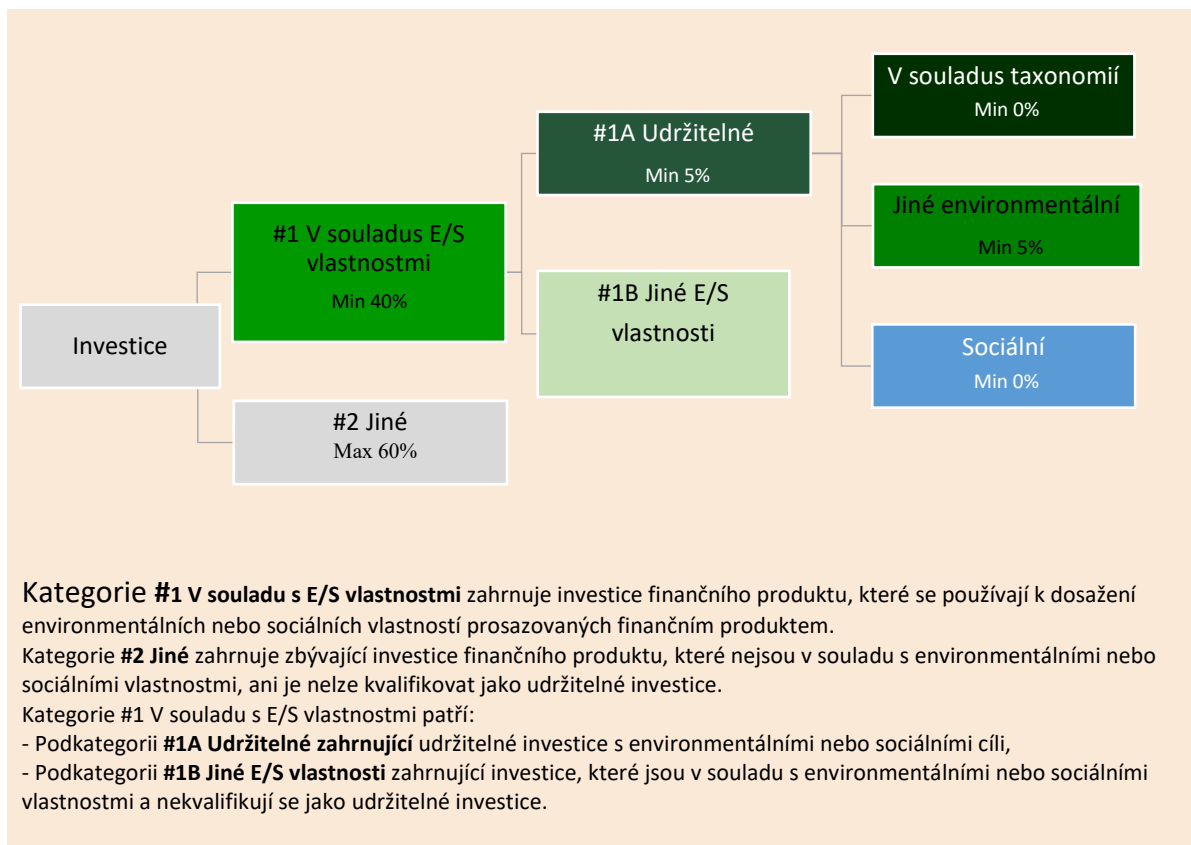 V souladus taxonomií
Min 0%
#1A Udržitelné
Min 5%
Jiné environmentální
Min 5%
#1 V souladus E/S
vlastnostmi
Min 40%
#1B Jiné E/S
vlastnosti
Investice
Sociální
Min 0%
#2 Jiné
Max 60%
Kategorie #1 V souladu s E/S vlastnostmi zahrnuje investice finančního produktu, které se používají k dosažení
environmentálních nebo sociálních vlastností prosazovaných finančním produktem.
Kategorie #2 Jiné zahrnuje zbývající investice finančního produktu, které nejsou v souladu s environmentálními nebo
sociálními vlastnostmi, ani je nelze kvalifikovat jako udržitelné investice.
Kategorie #1 V souladu s E/S vlastnostmi patří:
- Podkategorii #1A Udržitelné zahrnující udržitelné investice s environmentálními nebo sociálními cíli,
- Podkategorii #1B Jiné E/S vlastnosti zahrnující investice, které jsou v souladu s environmentálními nebo sociálními
vlastnostmi a nekvalifikují se jako udržitelné investice.